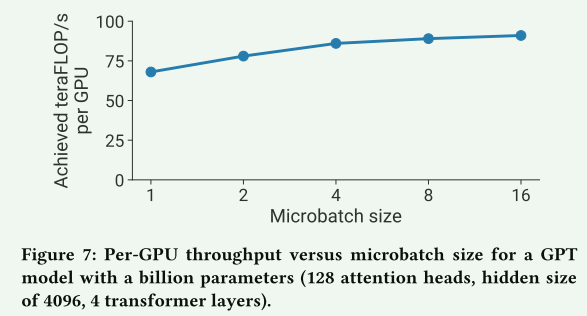 Achieved teraFLOP/s
per GPU
100
75
50
25
0
1 2 4 8 16
Microbatch size
Figure 7: Per-GPU throughput versus microbatch size for a GPT
model with a billion parameters (128 attention heads, hidden size
of 4096, 4 transformer layers).